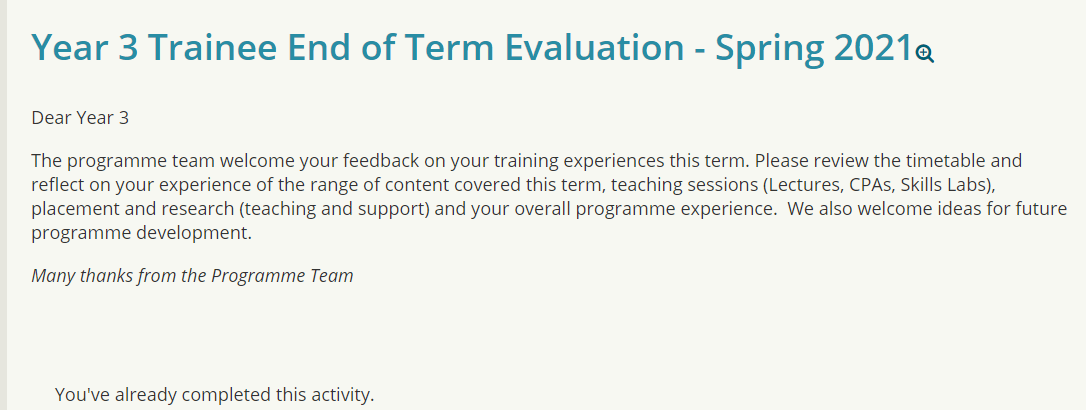 Year 3 Trainee End of Term Evaluation - Spring 2021
Dear Year 3
The programme team welcome your feedback on your training experiences this term. Please review the timetable and
reflect on your experience of the range of content covered this term, teaching sessions (Lectures, CPAs, Skills Labs),
placement and research (teaching and support) and your overall programme experience.  We also welcome ideas for future
programme development.
Many thanks from the Programme Team
You've already completed this activity.